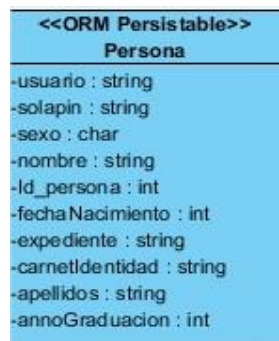 <<ORM Persistable>>
Persona
-usuario : string
-solapin : string
-sexo : char
-nombre : string
-Id_persona : int
-fechaNacimiento : int
-expediente : string
-carnetIdentidad : string
-apellidos : string
-annoGraduacion : int